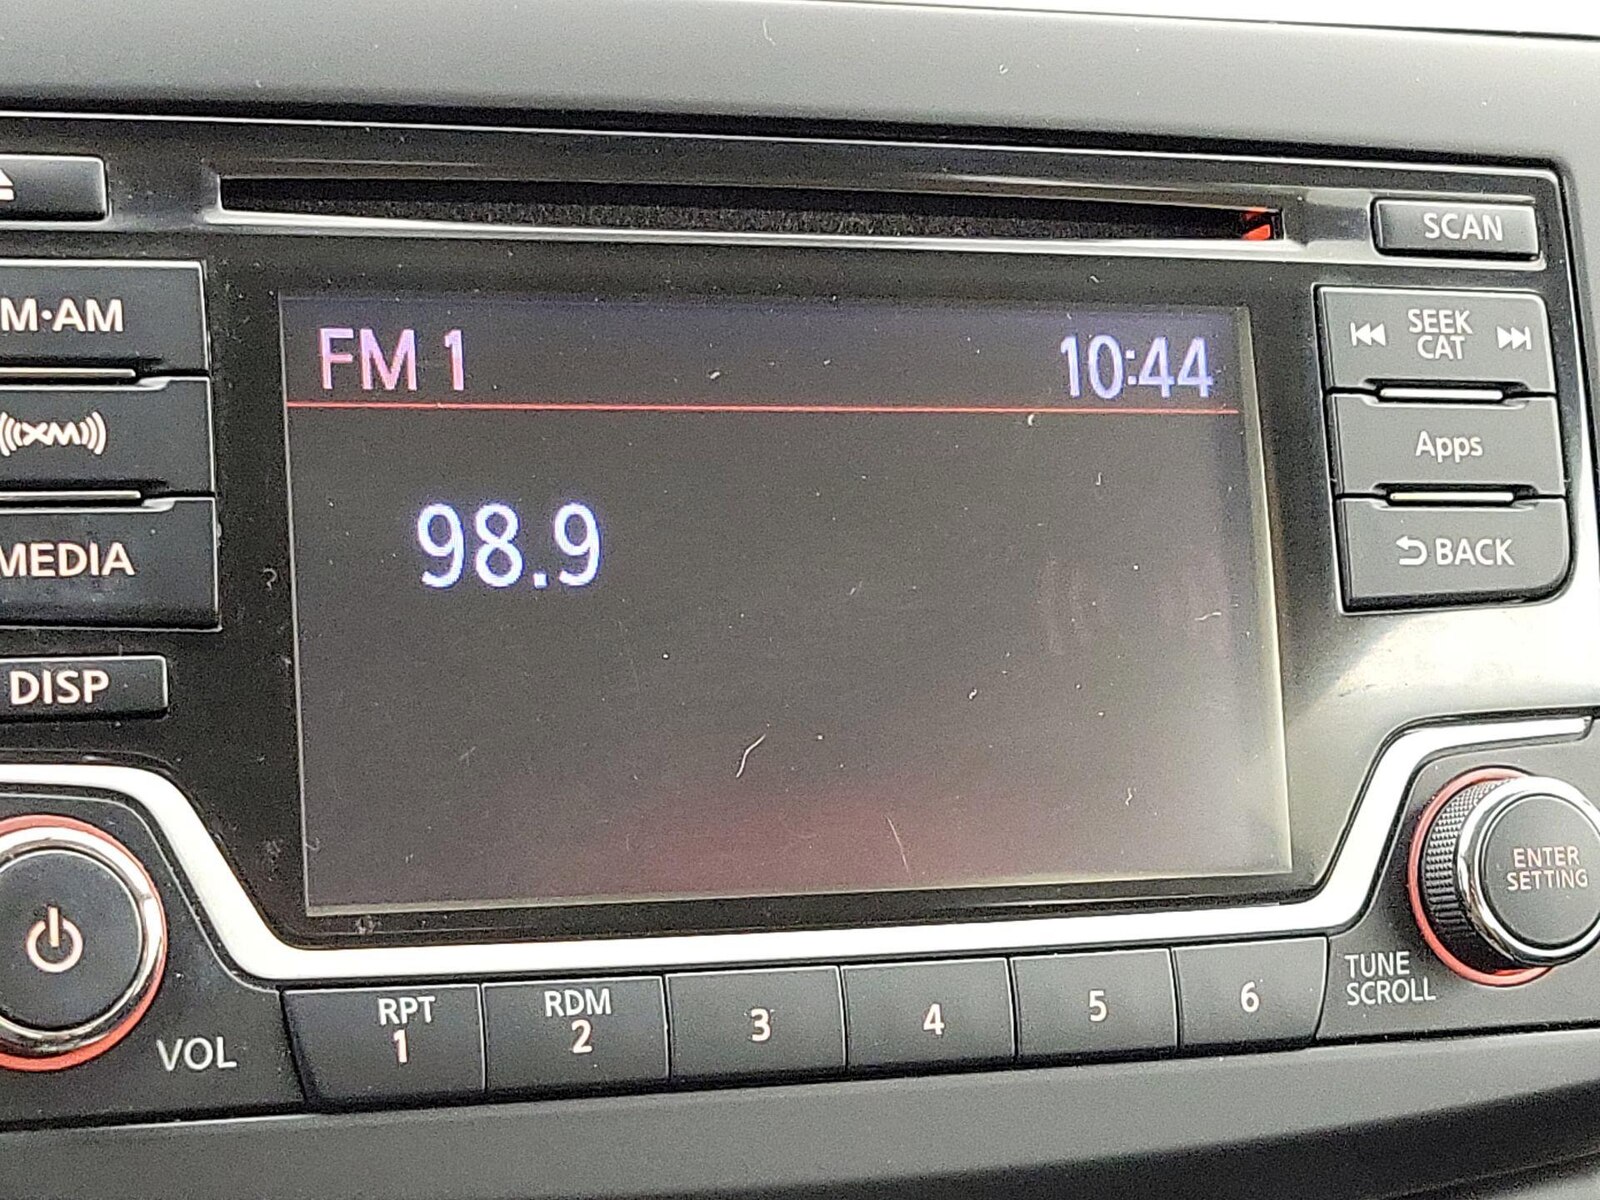 SCAN
M·AM
FM 1
10:44
SEEK
CAT
XM
Apps
98.9
MEDIA
BACK
DISP
ENTER
SETTING
TUNE
SCROLL
VOL
RPT
1
RDM
2
3
4
5
6